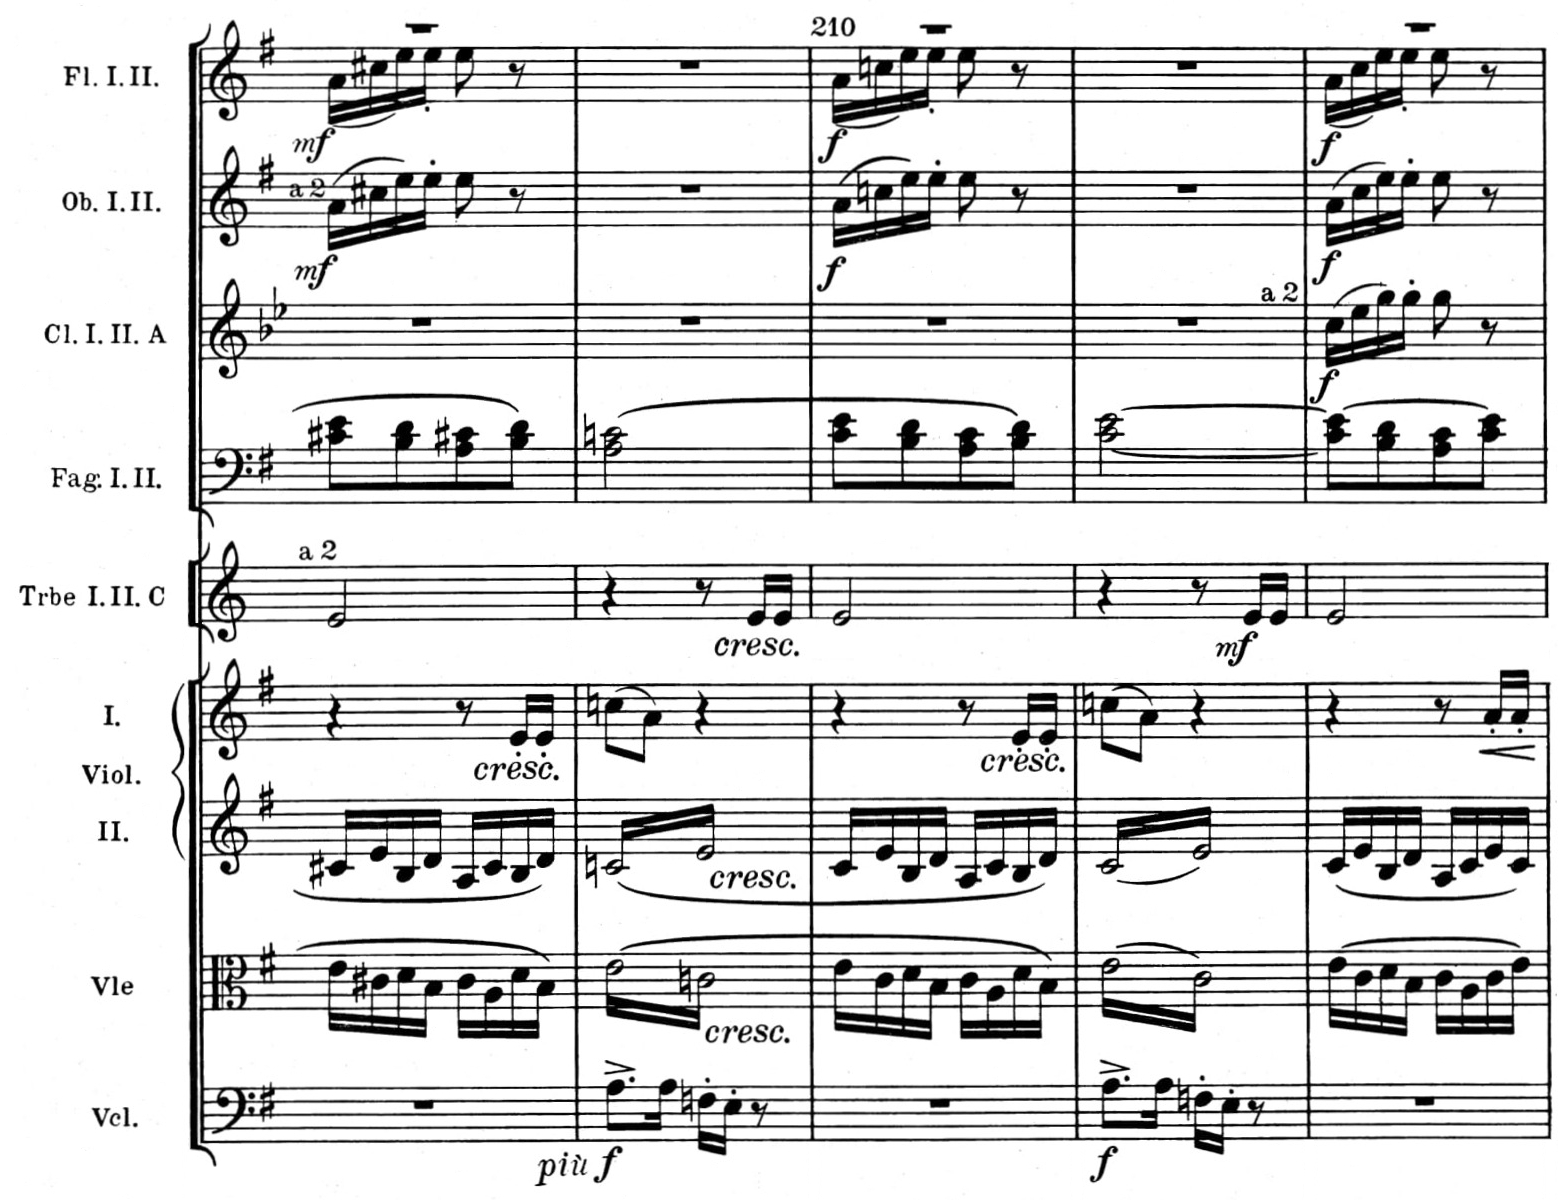 210
Fl. I. II.
mf f f
a 2
Ob. I. II.
mf f f
a 2
Cl. I. II. A
f
Fag. I. II.
a 2
Trbe I. II. C
cresc. mf
I.
cresc. cresc.
Viol.
II.
cresc.
Vle
cresc.
Vcl.
più f f